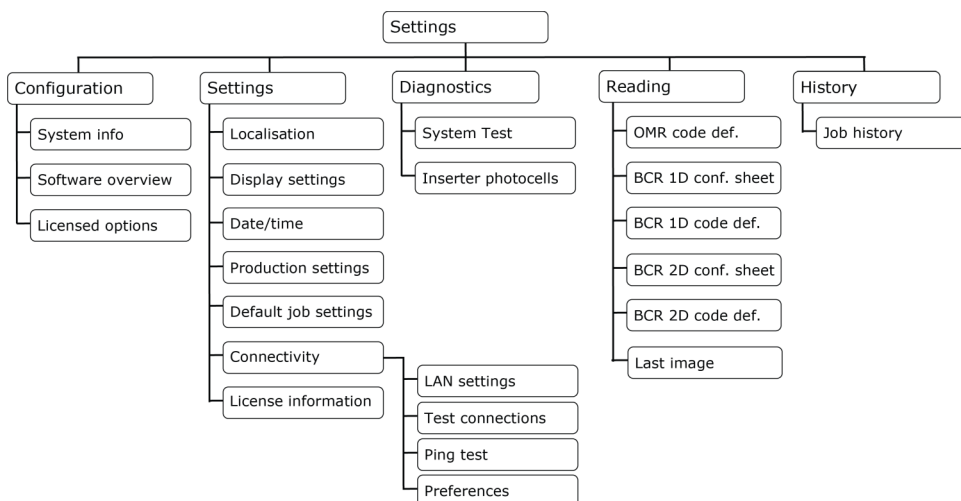 Settings
Configuration
Settings
Diagnostics
Reading
History
System info
Software overview
Licensed options
Localisation
Display settings
Date/time
Production settings
Default job settings
Connectivity
License information
LAN settings
Test connections
Ping test
Preferences
System Test
Inserter photocells
OMR code def.
BCR 1D conf. sheet
BCR 1D code def.
BCR 2D conf. sheet
BCR 2D code def.
Last image
Job history